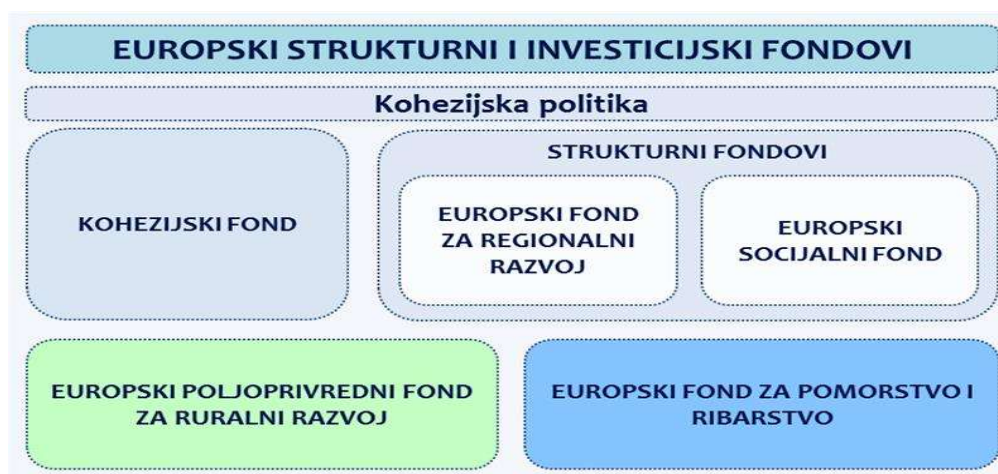 EUROPSKI STRUKTURNI I INVESTICIJSKI FONDOVI
Kohezijska politika
KOHEZIJSKI FOND
STRUKTURNI FONDOVI
EUROPSKI FOND
ZA REGIONALNI
RAZVOJ
EUROPSKI
SOCIJALNI FOND
EUROPSKI POLJOPRIVREDNI FOND
ZA RURALNI RAZVOJ
EUROPSKI FOND ZA POMORSTVO I
RIBARSTVO